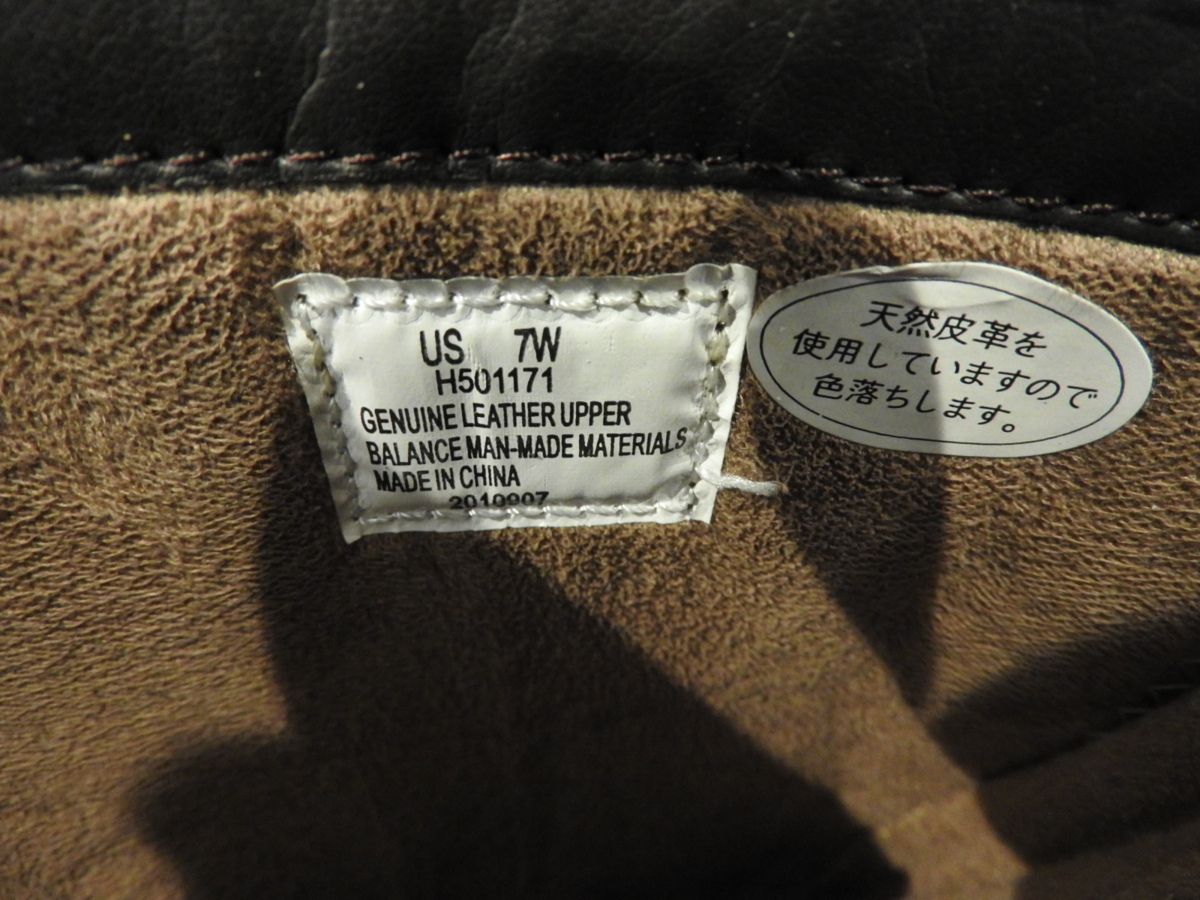 US 7W
H501171
GENUINE LEATHER UPPER
BALANCE MAN-MADE MATERIALS
MADE IN CHINA
2010907
天然皮革を
使用していますので
色落ちします。